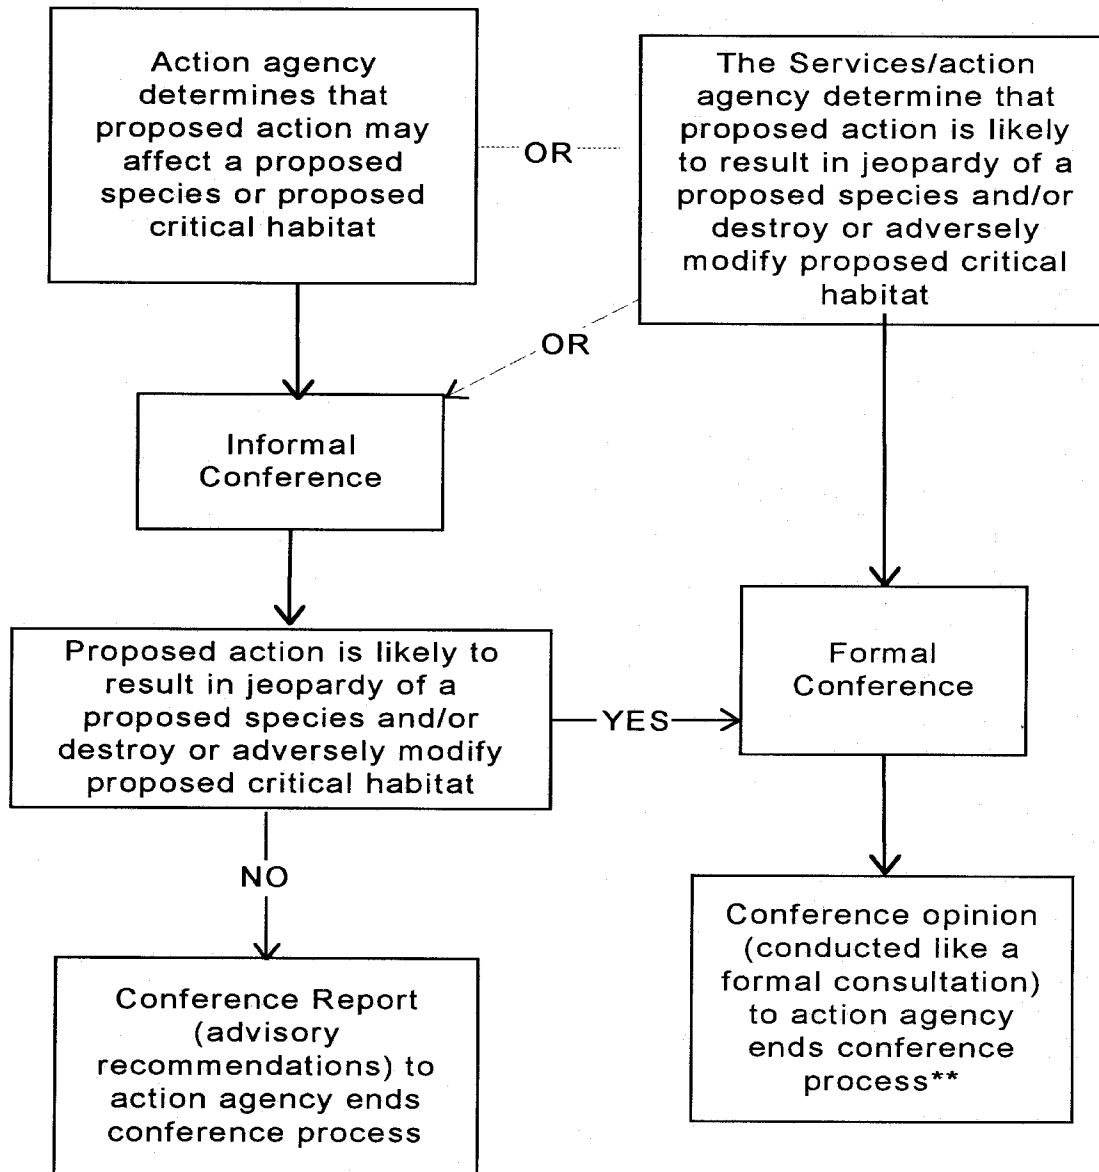 Action agency
determines that
proposed action may
affect a proposed
species or proposed
critical habitat
OR
The Services/action
agency determine that
proposed action is likely
to result in jeopardy of a
proposed species and/or
destroy or adversely
modify proposed critical
habitat
OR
Informal
Conference
Proposed action is likely to
result in jeopardy of a
proposed species and/or
destroy or adversely modify
proposed critical habitat
YES
Formal
Conference
NO
Conference Report
(advisory
recommendations) to
action agency ends
conference process
Conference opinion
(conducted like a
formal consultation)
to action agency
ends conference
process**